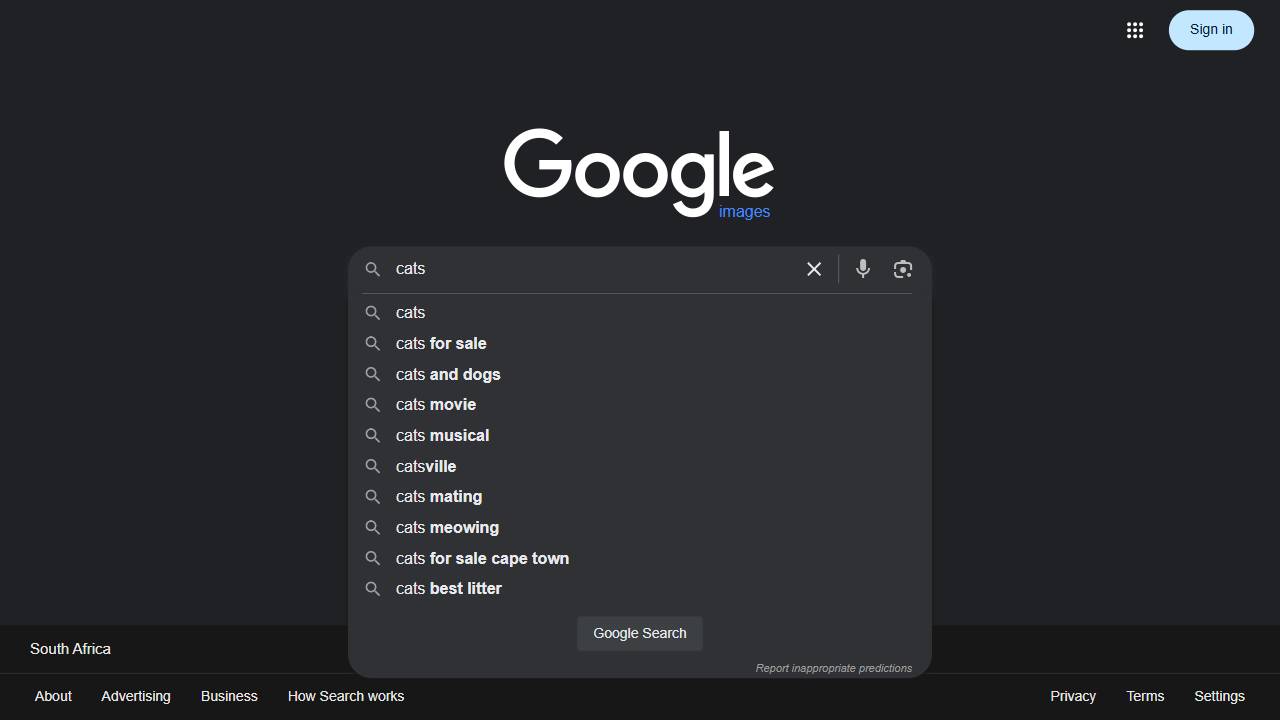 Sign in
Google
images
cats
cats
cats for sale
cats and dogs
cats movie
cats musical
catsville
cats mating
cats meowing
cats for sale cape town
cats best litter
Google Search
Report inappropriate predictions
South Africa
About Advertising Business How Search works Privacy Terms Settings